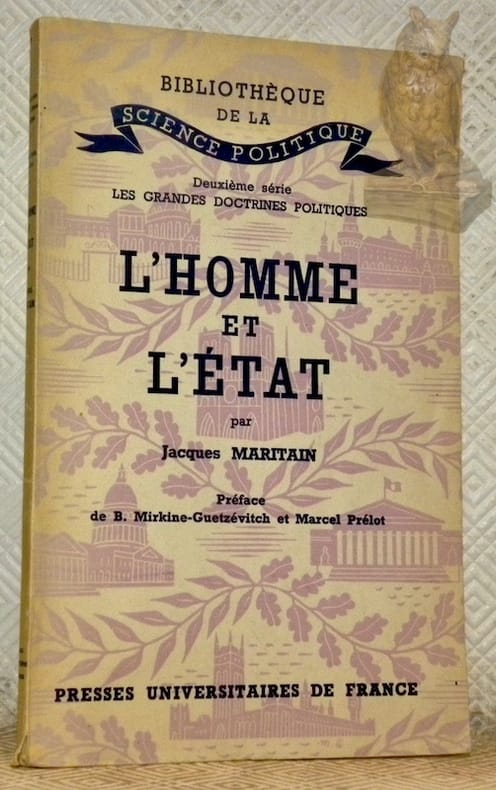 BIBLIOTHÈQUE
DE LA
SCIENCE POLITIQUE
Deuxième série
LES GRANDES DOCTRINES POLITIQUES
L'HOMME
ET
L'ÉTAT
par
Jacques MARITAIN
Préface
de B. Mirkine-Guetzévitch et Marcel Prélot
PRESSES UNIVERSITAIRES DE FRANCE